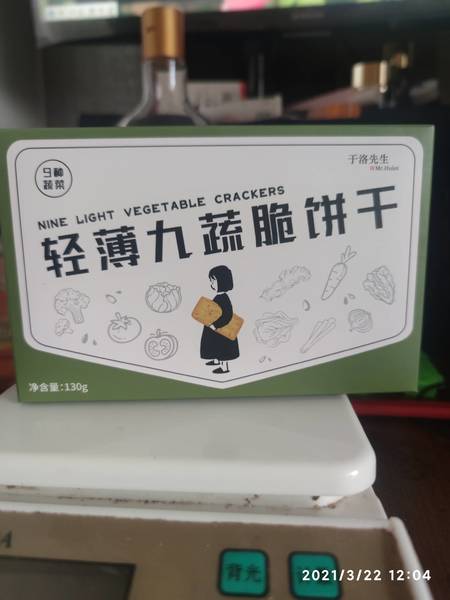 9种
蔬菜
于洛先生
Mr.Hulot
NINE LIGHT VEGETABLE CRACKERS
轻薄九蔬脆饼干
净含量:130g
背光
2021/3/22 12:04